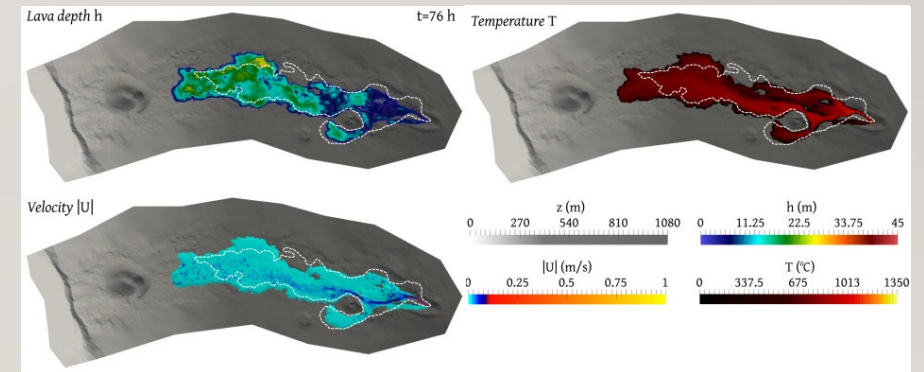 Lava depth h
t=76 h
Temperature T
Velocity |U|
z (m)
0 270 540 810 1080
h (m)
0 11.25 22.5 33.75 45
|U| (m/s)
0 0.25 0.5 0.75 1
T (°C)
0 337.5 675 1013 1350